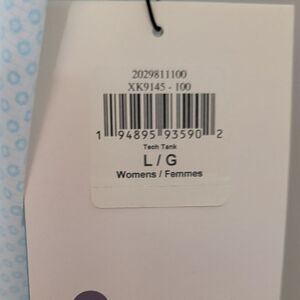 2029811100
XK9145 - 100
1 94895 93590 2
Tech Tank
L / G
Womens / Femmes